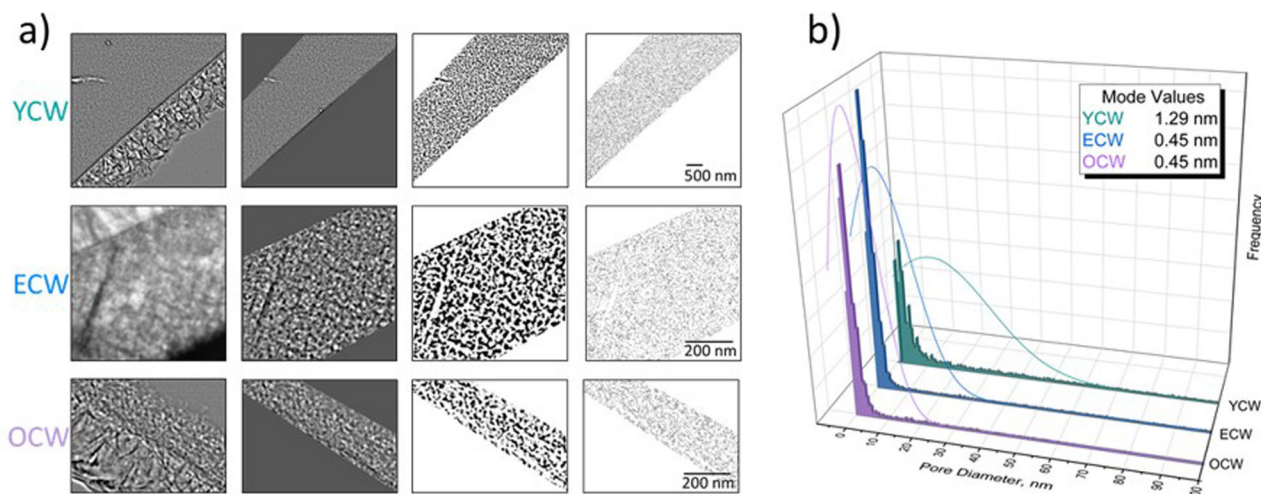 a)
YCW
500 nm
ECW
200 nm
OCW
200 nm
b)
Mode Values
YCW 1.29 nm
ECW 0.45 nm
OCW 0.45 nm
Frequency
YCW
ECW
OCW
0
10
20
30
40
50
60
70
80
90
Pore Diameter, nm